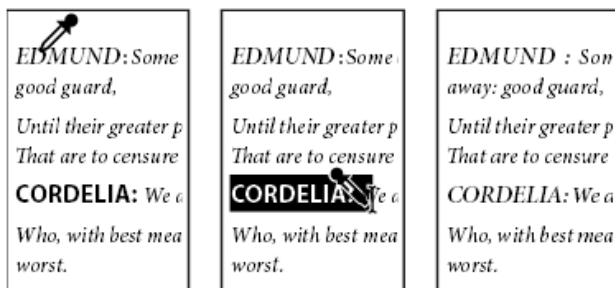 EDMUND: Some
good guard,
Until their greater p
That are to censure
CORDELIA: We a
Who, with best mea
worst.
EDMUND :Some
good guard,
Until their greater p
That are to censure
CORDELIA:
Who, with best mea
worst.
EDMUND : Som
away: good guard,
Until their greater p
That are to censure
CORDELIA: We a
Who, with best mea
worst.